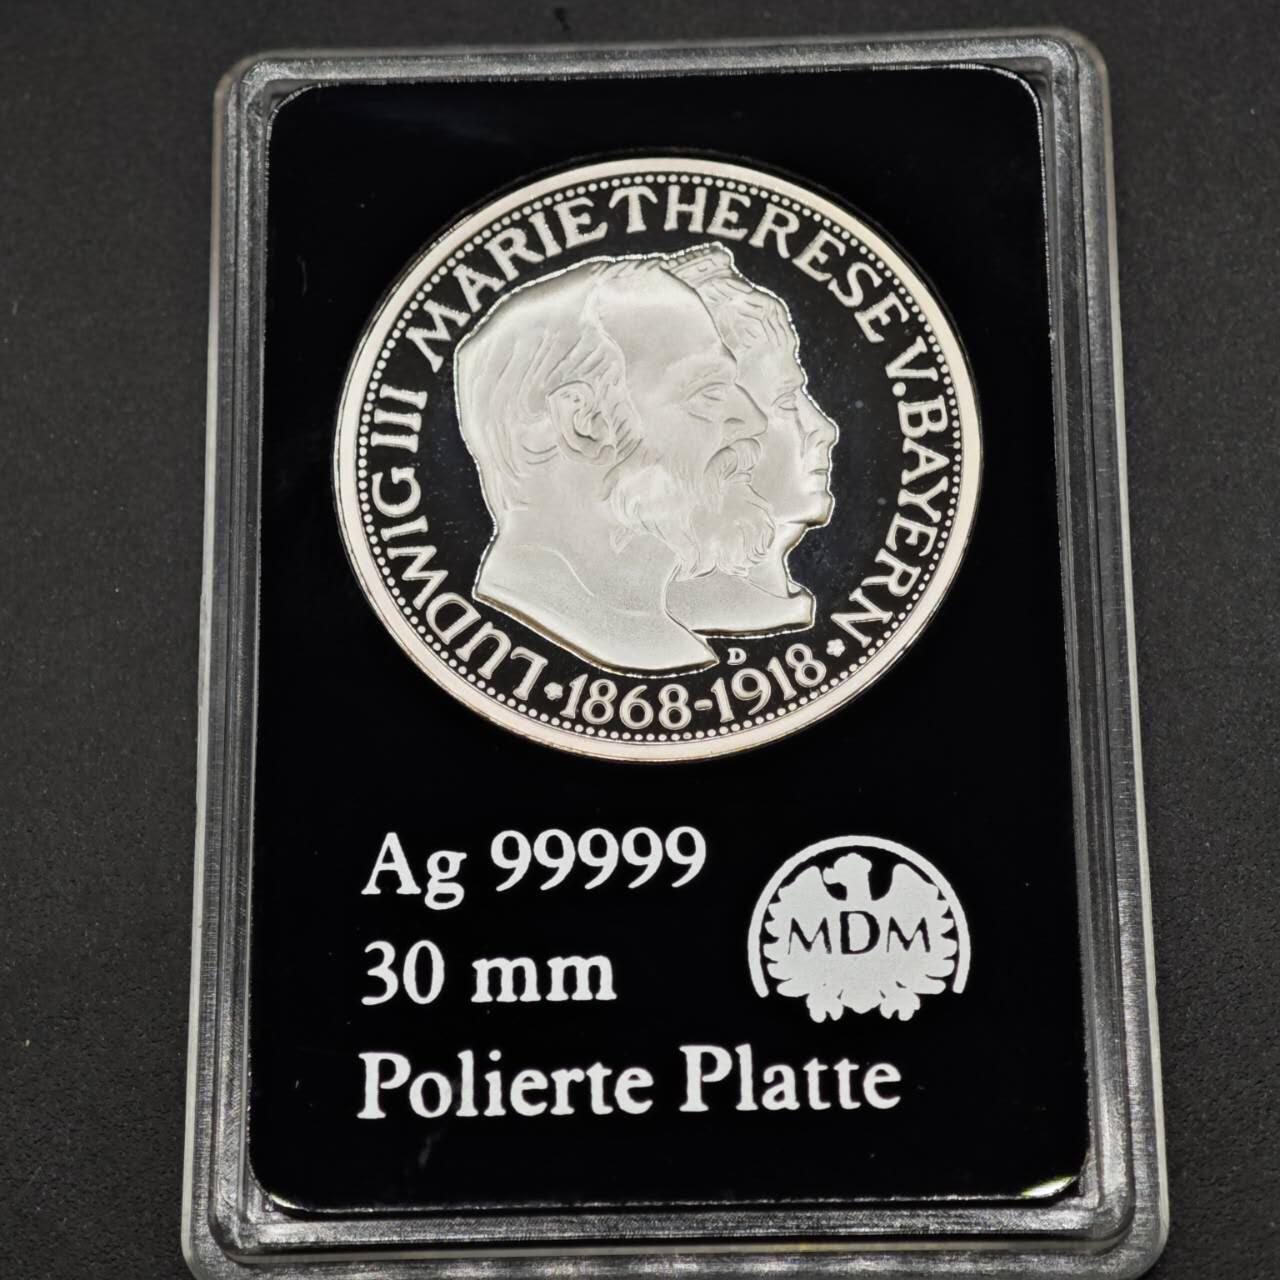 LUDWIG III MARIE THERESE V. BAYERN
* 1868-1918 *
D
Ag 99999
30 mm
Polierte Platte
MDM